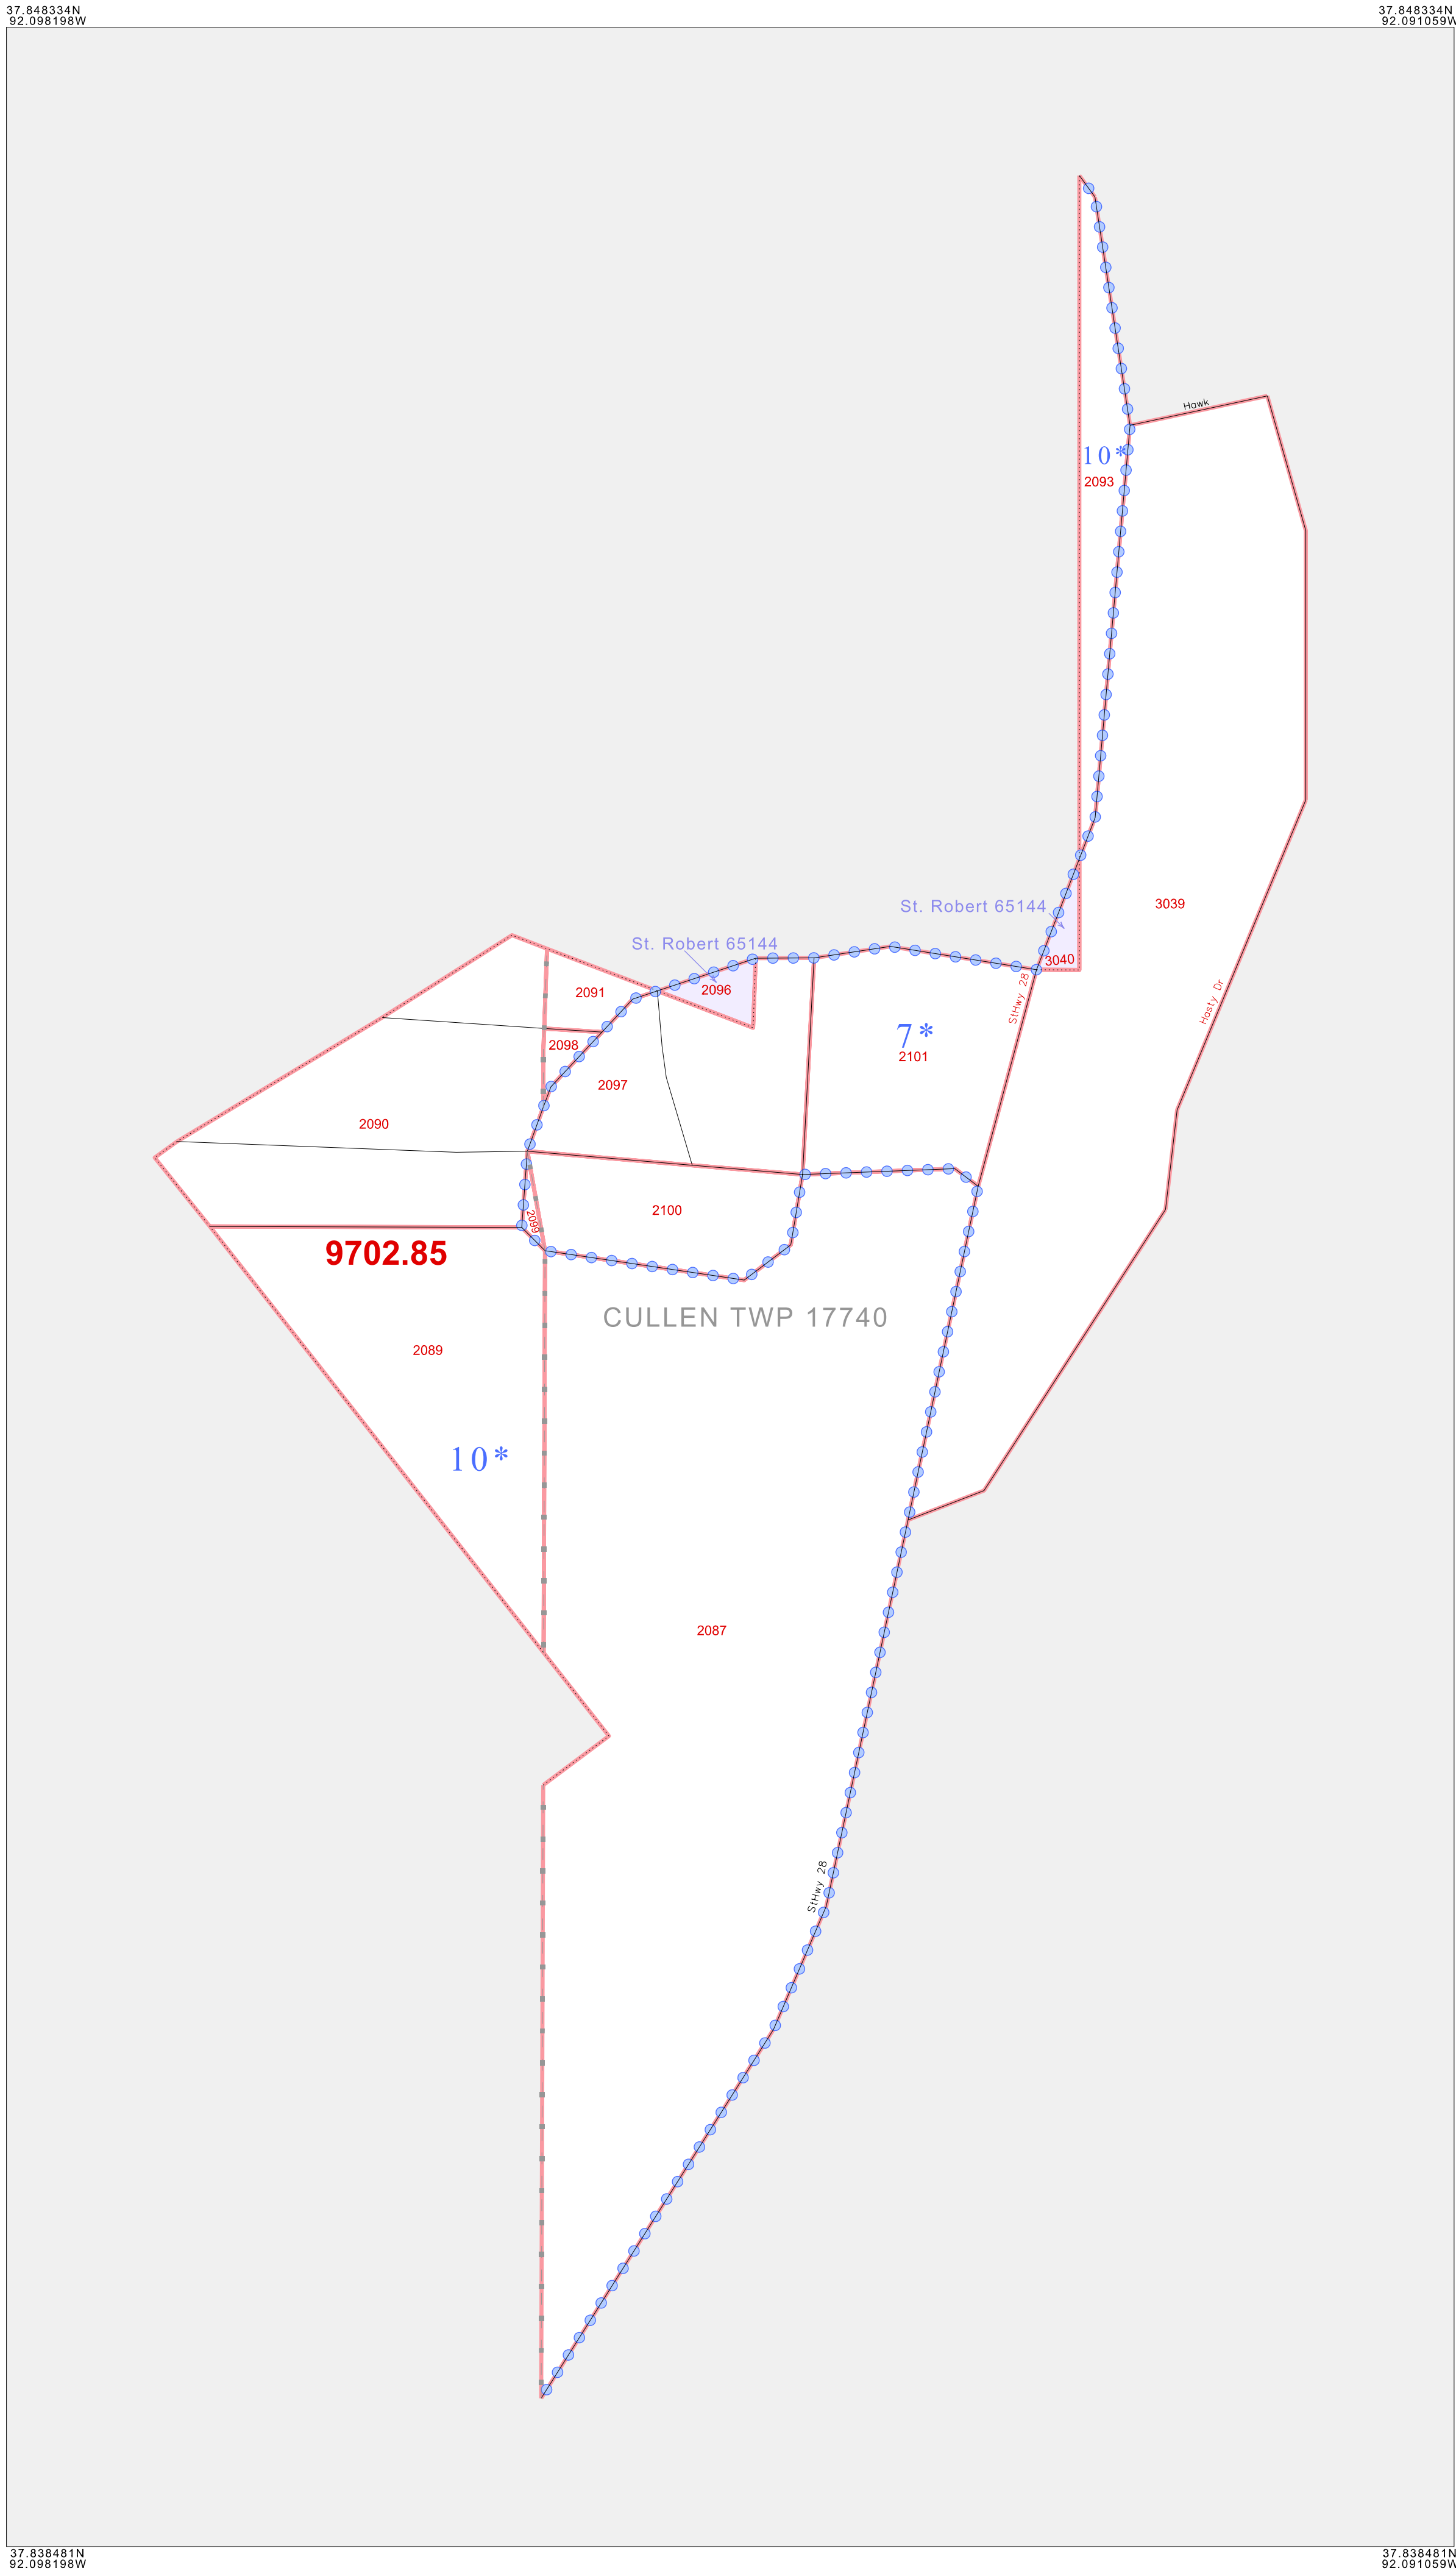 37.848334N
92.098198W
37.848334N
92.091059W
Hawk
10*
2093
3039
St. Robert 65144
3040
St. Robert 65144
2096
2091
StHwy 28
Hasty Dr
7*
2101
2098
2097
2090
2100
2099
9702.85
CULLEN TWP 17740
2089
10*
2087
StHwy 28
37.838481N
92.098198W
37.838481N
92.091059W